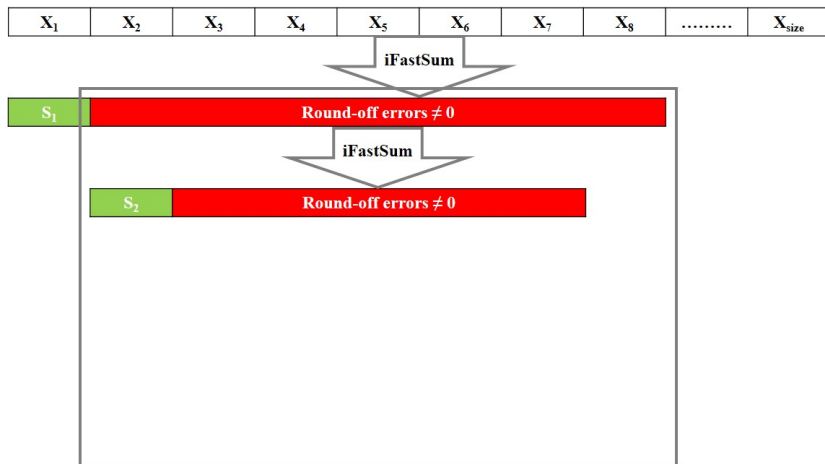 X₁ X₂ X₃ X₄ X₅ X₆ X₇ X₈ ……… Xsize
iFastSum
S₁ Round-off errors ≠ 0
iFastSum
S₂ Round-off errors ≠ 0